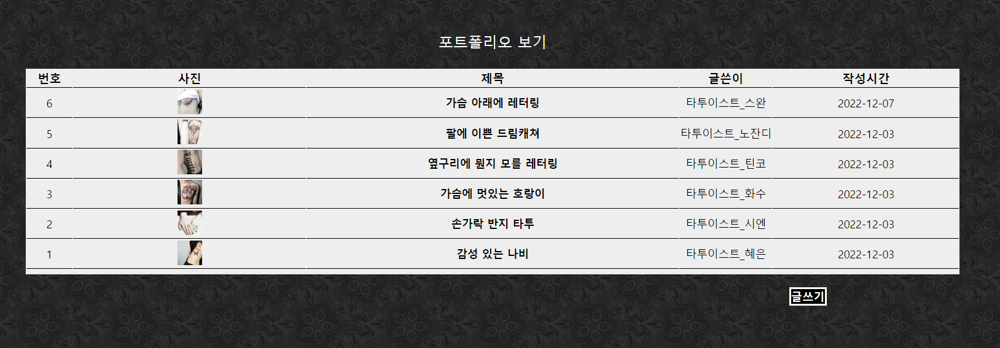 포트폴리오 보기
번호 사진 제목 글쓴이 작성시간
6 가슴 아래에 레터링 타투이스트_스완 2022-12-07
5 팔에 이쁜 드림캐쳐 타투이스트_노잔디 2022-12-03
4 옆구리에 뭔지 모를 레터링 타투이스트_틴코 2022-12-03
3 가슴에 멋있는 호랑이 타투이스트_화수 2022-12-03
2 손가락 반지 타투 타투이스트_시엔 2022-12-03
1 감성 있는 나비 타투이스트_혜은 2022-12-03
글쓰기